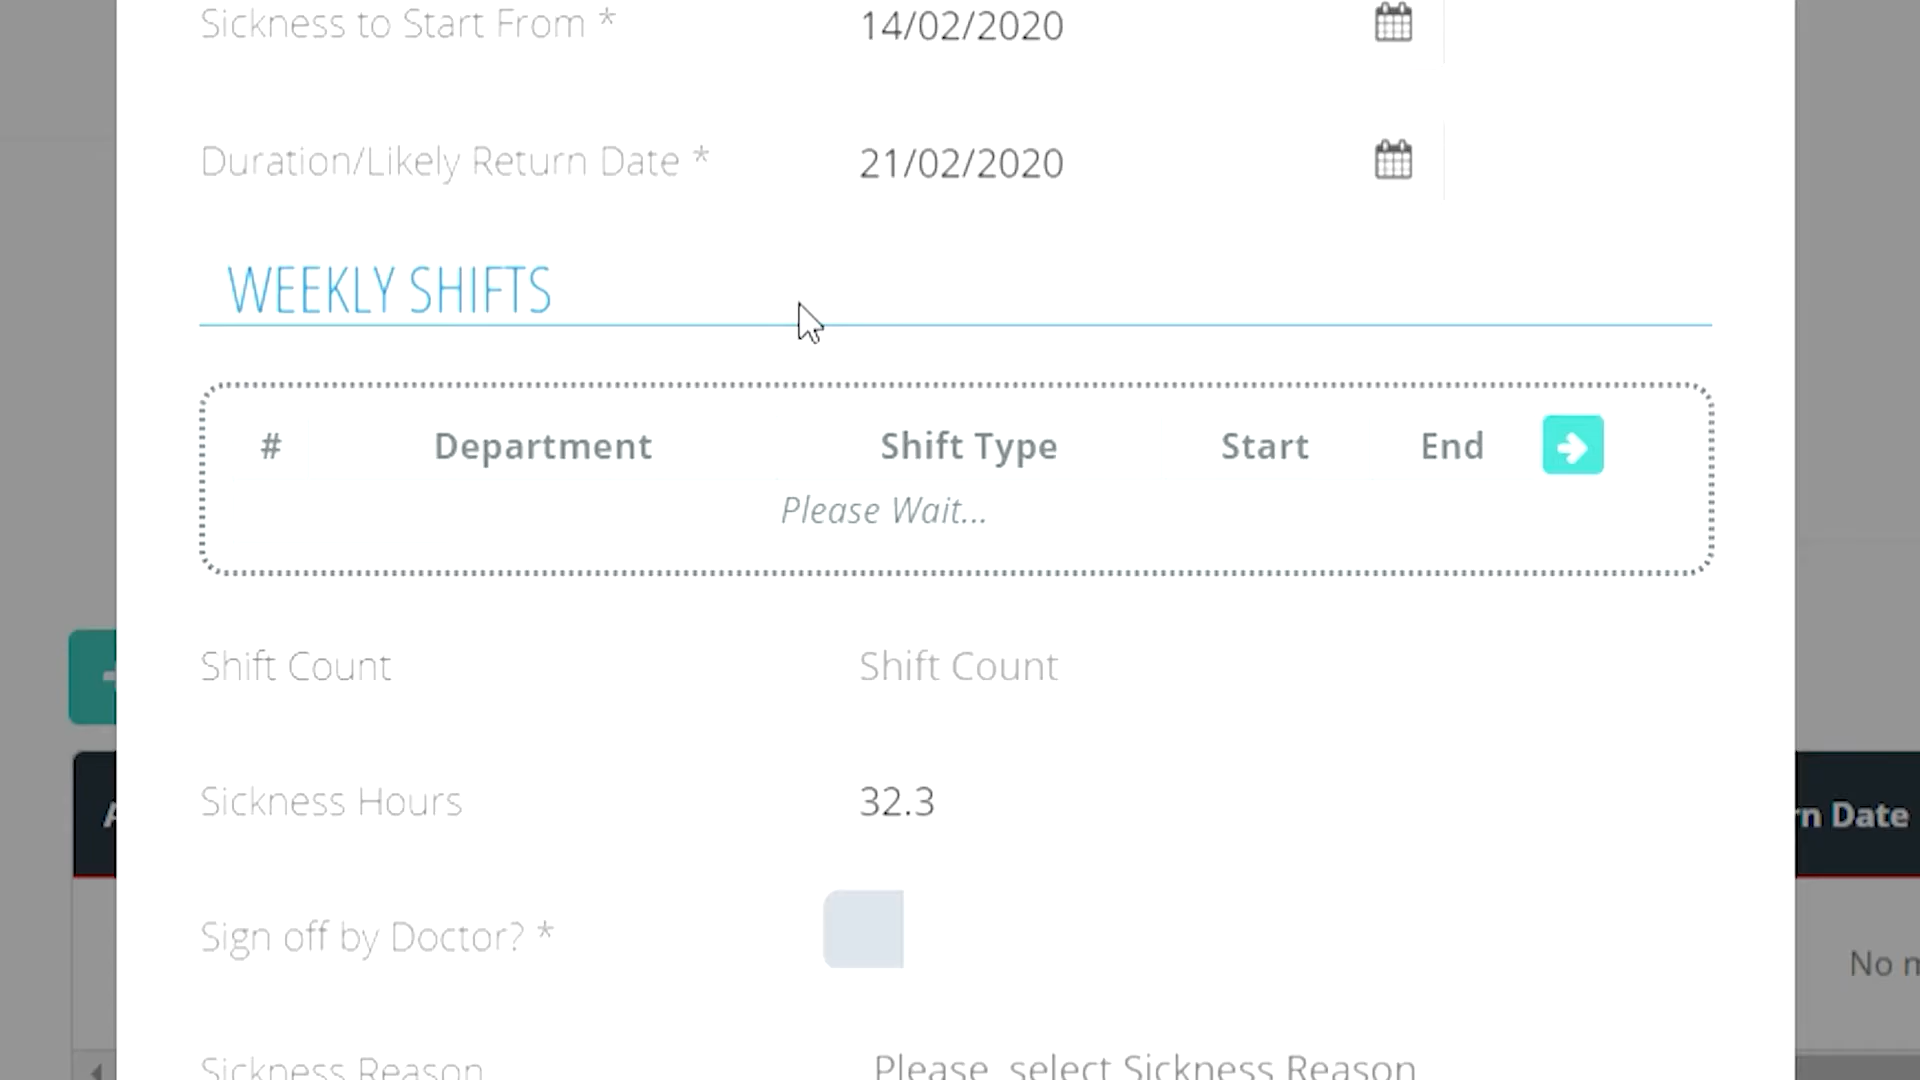 Sickness to Start From * 14/02/2020
Duration/Likely Return Date * 21/02/2020
WEEKLY SHIFTS
# Department Shift Type Start End
Please Wait...
Shift Count Shift Count
Sickness Hours 32.3
rn Date
Sign off by Doctor? *
No
Sickness Reason Please select Sickness Reason